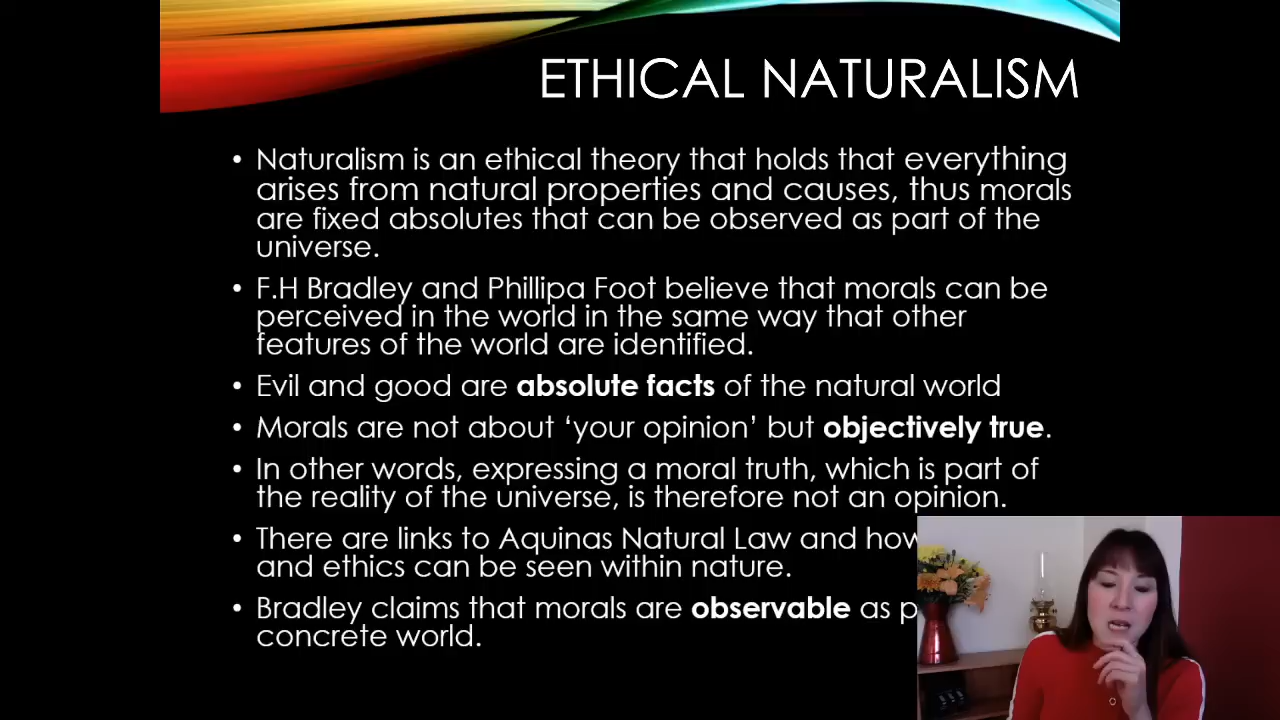 ETHICAL NATURALISM
• Naturalism is an ethical theory that holds that everything
arises from natural properties and causes, thus morals
are fixed absolutes that can be observed as part of the
universe.
• F.H Bradley and Phillipa Foot believe that morals can be
perceived in the world in the same way that other
features of the world are identified.
• Evil and good are absolute facts of the natural world
• Morals are not about ‘your opinion’ but objectively true.
• In other words, expressing a moral truth, which is part of
the reality of the universe, is therefore not an opinion.
• There are links to Aquinas Natural Law and how
and ethics can be seen within nature.
• Bradley claims that morals are observable as
concrete world.